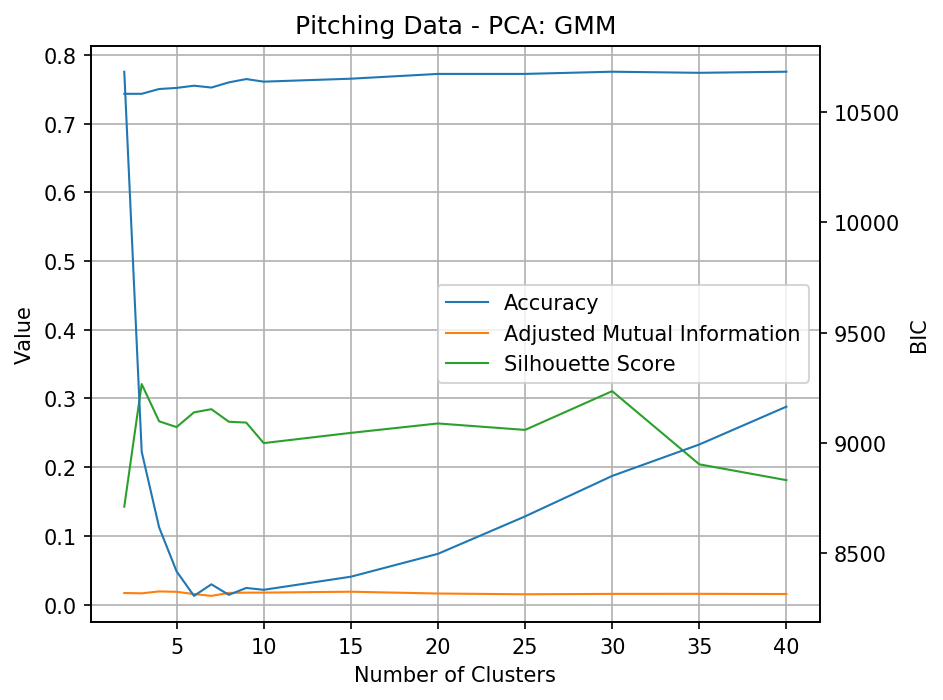 Pitching Data - PCA: GMM
Value
0.8
0.7
0.6
0.5
0.4
0.3
0.2
0.1
0.0
Accuracy
Adjusted Mutual Information
Silhouette Score
10500
10000
9500
9000
8500
BIC
5 10 15 20 25 30 35 40
Number of Clusters